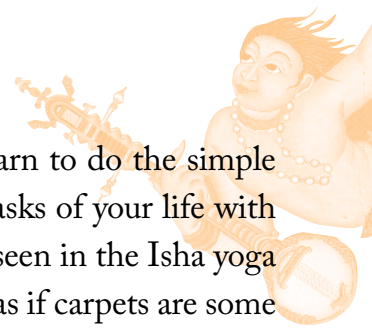 arn to do the simple
asks of your life with
seen in the Isha yoga
as if carpets are some